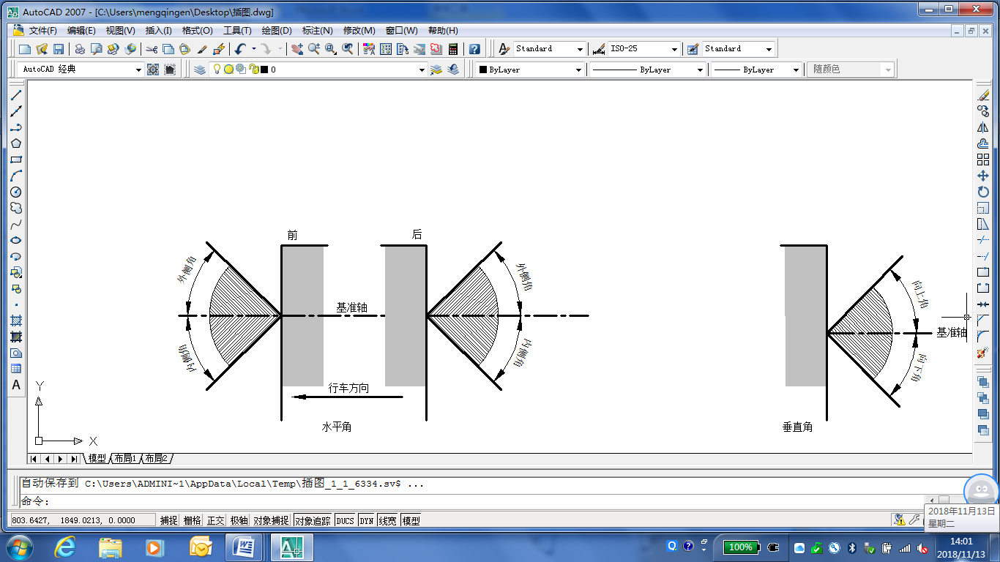 AutoCAD 2007 - [C:\Users\mengqingen\Desktop\插图.dwg]
文件(F) 编辑(E) 视图(V) 插入(I) 格式(O) 工具(T) 绘图(D) 标注(N) 修改(M) 窗口(W) 帮助(H)
Standard ISO-25 Standard
AutoCAD 经典 0 ByLayer ByLayer ByLayer 随颜色
前 后
外侧角 外侧角 向上角
基准轴
基准轴
内侧角 内侧角 向下角
行车方向
水平角 垂直角
Y
X
A
模型 布局1 布局2
自动保存到 C:\Users\ADMINI~1\AppData\Local\Temp\插图_1_1_6334.sv$ ...
命令:
803.6427, 1849.0213, 0.0000 捕捉 栅格 正交 极轴 对象捕捉 对象追踪 DUCS DYN 线宽 模型
2018年11月13日
星期二
100%
14:01
2018/11/13